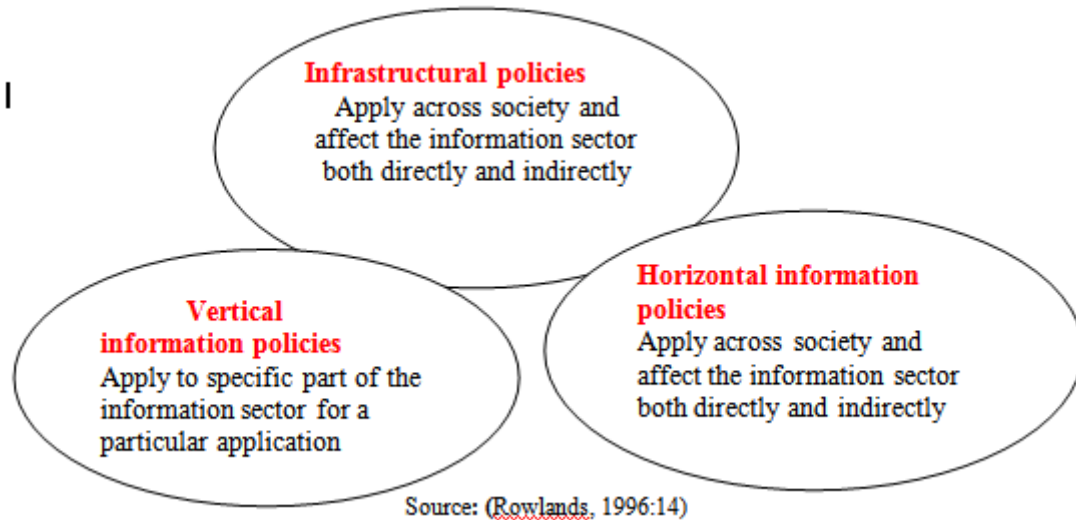 Infrastructural policies
Apply across society and
affect the information sector
both directly and indirectly
Vertical
information policies
Apply to specific part of the
information sector for a
particular application
Horizontal information
policies
Apply across society and
affect the information sector
both directly and indirectly
Source: (Rowlands, 1996:14)